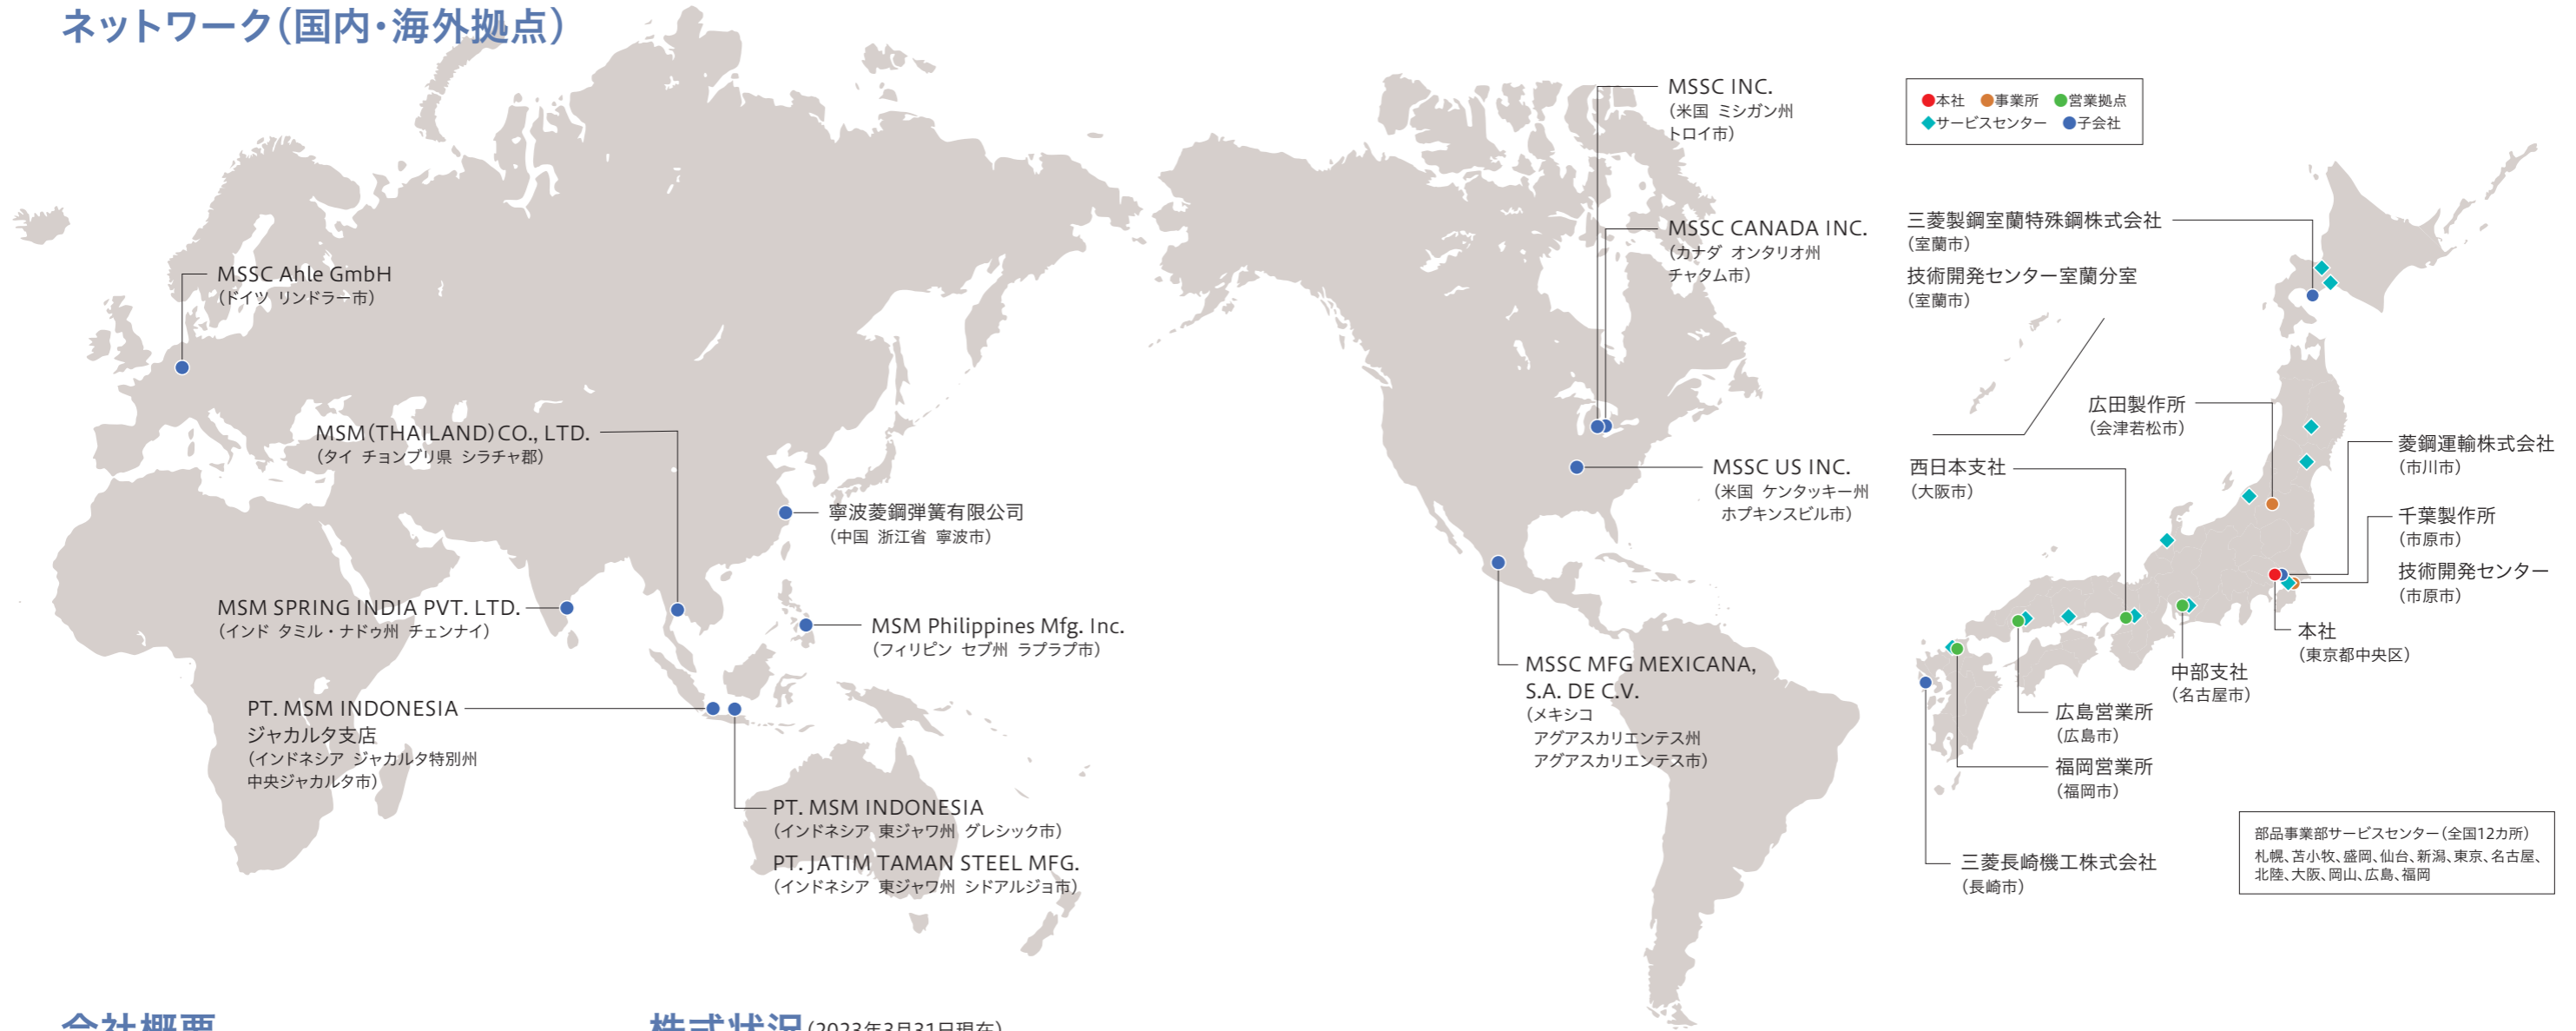 ネットワーク（国内・海外拠点）
MSSC Ahle GmbH
（ドイツ リンドラー市）
MSM（THAILAND）CO., LTD.
（タイ チョンブリ県 シラチャ郡）
寧波菱鋼弾簧有限公司
（中国 浙江省 寧波市）
MSM SPRING INDIA PVT. LTD.
（インド タミル・ナドゥ州 チェンナイ）
MSM Philippines Mfg. Inc.
（フィリピン セブ州 ラプラプ市）
PT. MSM INDONESIA
ジャカルタ支店
（インドネシア ジャカルタ特別州
中央ジャカルタ市）
PT. MSM INDONESIA
（インドネシア 東ジャワ州 グレシック市）
PT. JATIM TAMAN STEEL MFG.
（インドネシア 東ジャワ州 シドアルジョ市）
MSSC INC.
（米国 ミシガン州
トロイ市）
MSSC CANADA INC.
（カナダ オンタリオ州
チャタム市）
MSSC US INC.
（米国 ケンタッキー州
ホプキンスビル市）
MSSC MFG MEXICANA,
S.A. DE C.V.
（メキシコ
アグアスカリエンテス州
アグアスカリエンテス市）
本社 事業所 営業拠点
サービスセンター 子会社
三菱製鋼室蘭特殊鋼株式会社
（室蘭市）
技術開発センター室蘭分室
（室蘭市）
広田製作所
（会津若松市）
西日本支社
（大阪市）
菱鋼運輸株式会社
（市川市）
千葉製作所
（市原市）
技術開発センター
（市原市）
本社
（東京都中央区）
中部支社
（名古屋市）
広島営業所
（広島市）
福岡営業所
（福岡市）
三菱長崎機工株式会社
（長崎市）
部品事業部サービスセンター（全国12カ所）
札幌、苫小牧、盛岡、仙台、新潟、東京、名古屋、
北陸、大阪、岡山、広島、福岡
会社概要
株式状況（2023年3月31日現在）